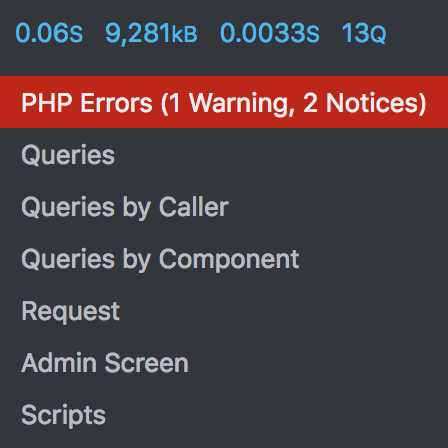 0.06S 9,281kB 0.0033S 13Q
PHP Errors (1 Warning, 2 Notices)
Queries
Queries by Caller
Queries by Component
Request
Admin Screen
Scripts